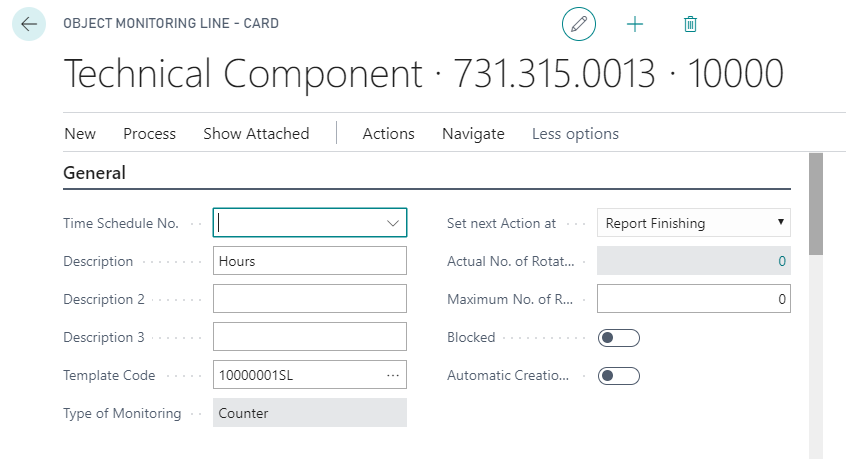 OBJECT MONITORING LINE - CARD
Technical Component · 731.315.0013 · 10000
New Process Show Attached Actions Navigate Less options
General
Time Schedule No. Set next Action at Report Finishing
Description Hours Actual No. of Rotat... 0
Description 2 Maximum No. of R... 0
Description 3 Blocked
Template Code 10000001SL ... Automatic Creatio...
Type of Monitoring Counter